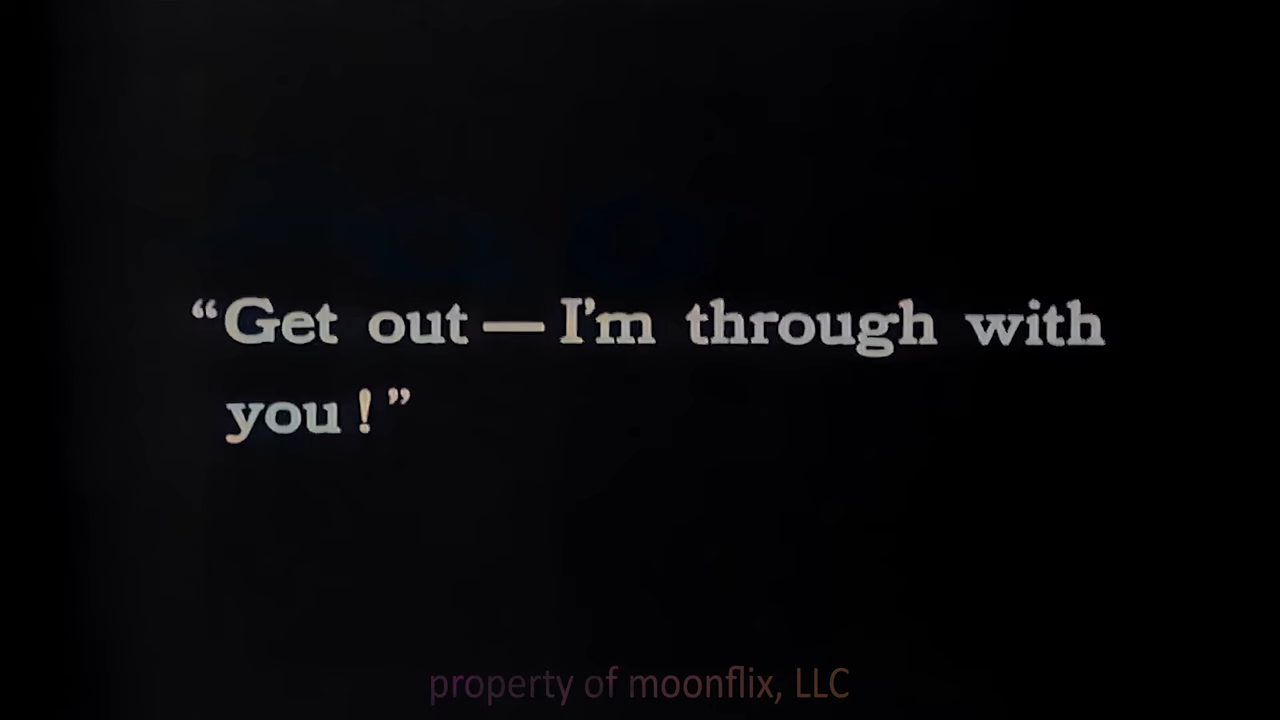 “Get out—I’m through with
you!”
property of moonflix, LLC